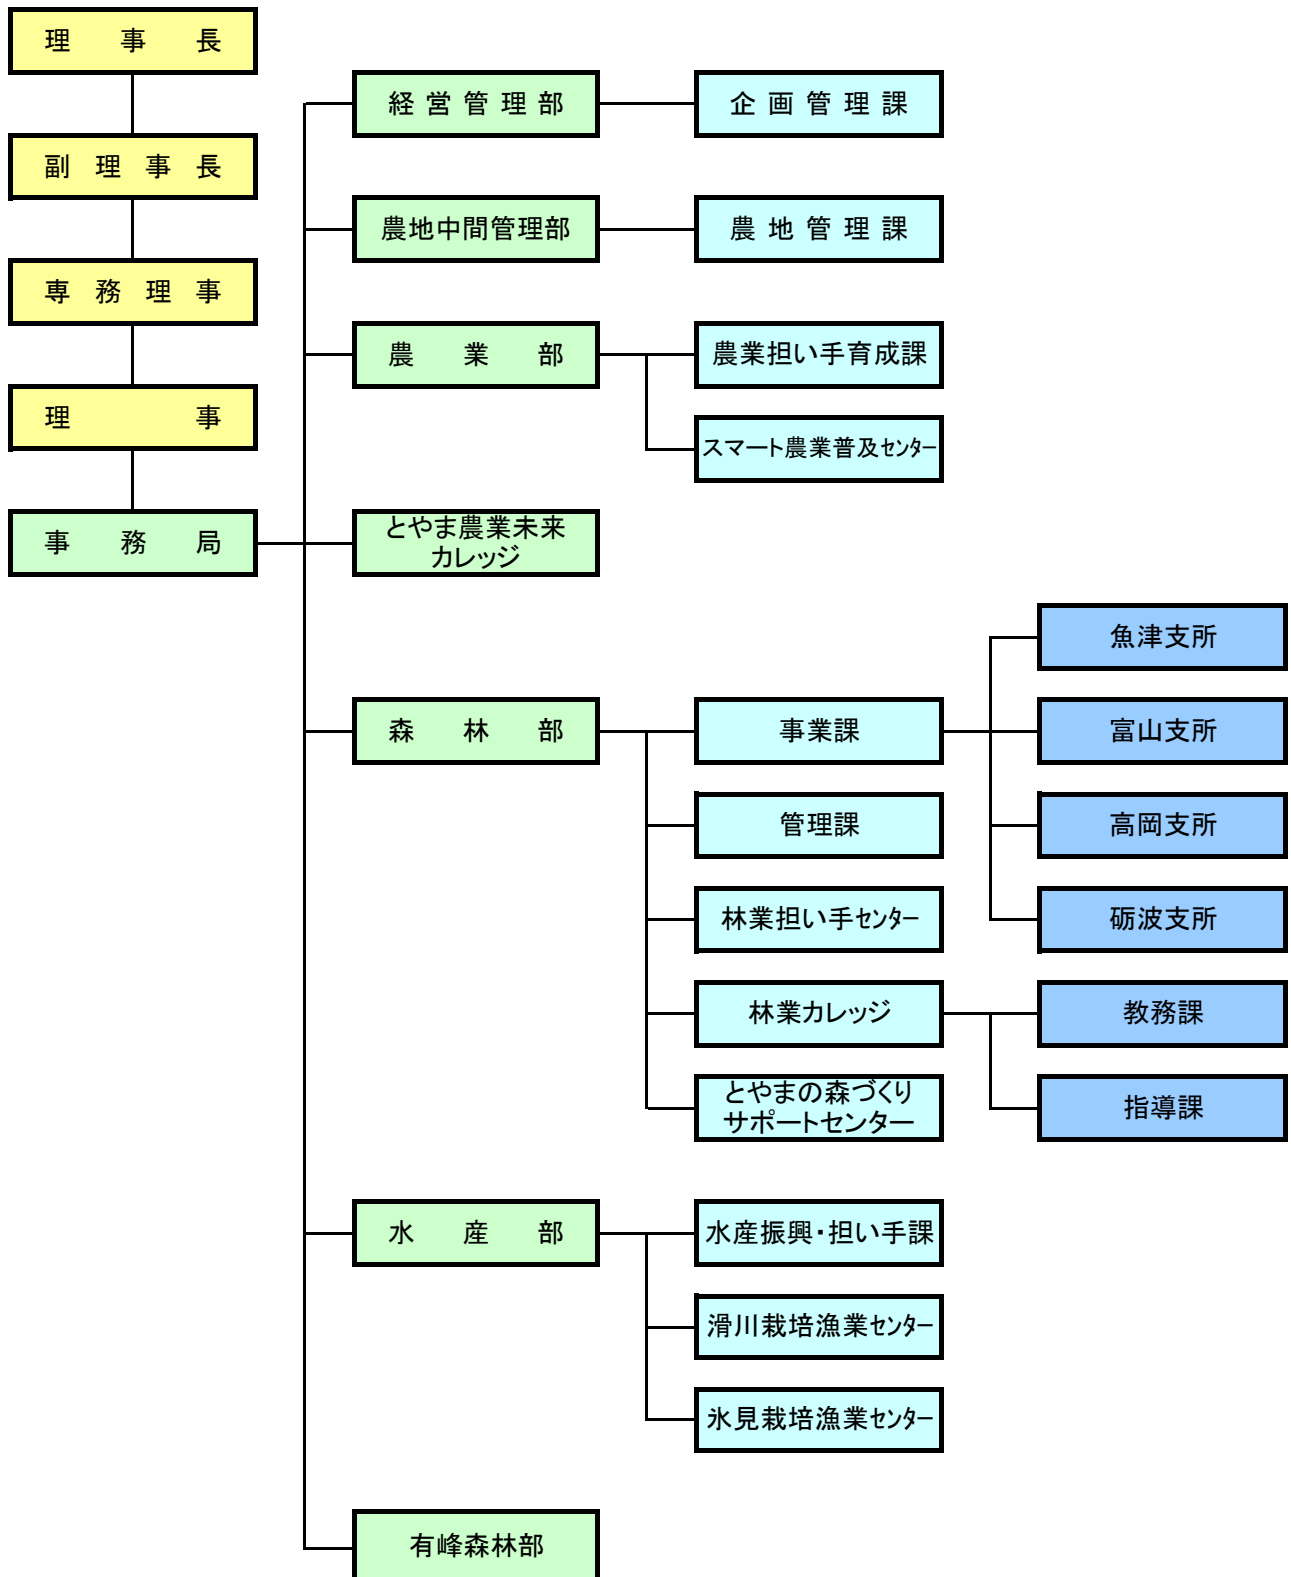 理事長
副理事長
専務理事
理事
事務局
経営管理部
企画管理課
農地中間管理部
農地管理課
農業部
農業担い手育成課
スマート農業普及センター
とやま農業未来
カレッジ
森林部
事業課
魚津支所
富山支所
高岡支所
砺波支所
管理課
林業担い手センター
林業カレッジ
教務課
指導課
とやまの森づくり
サポートセンター
水産部
水産振興・担い手課
滑川栽培漁業センター
氷見栽培漁業センター
有峰森林部